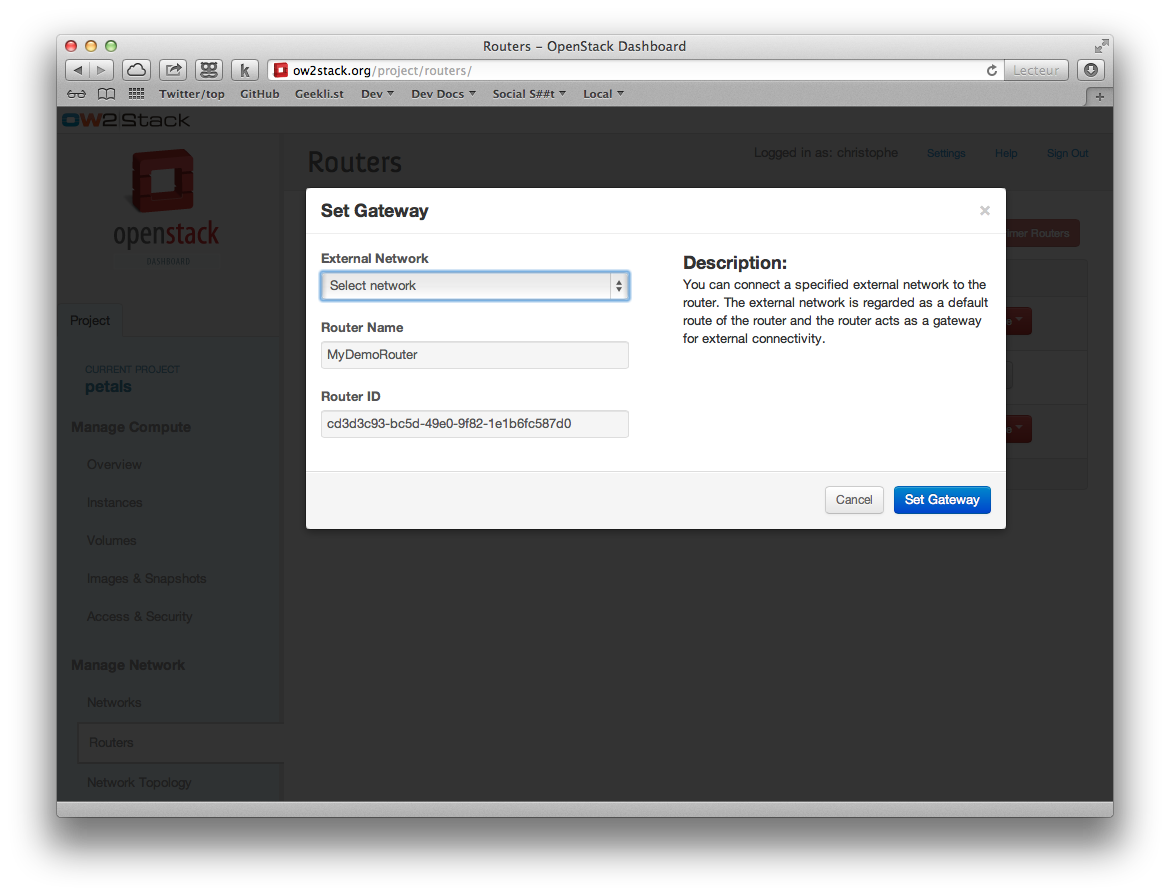 Routers – OpenStack Dashboard
k
ow2stack.org/project/routers/
Lecteur
Twitter/top
GitHub
Geekli.st
Dev
Dev Docs
Social S##t
Local
OW2 Stack
openstack
DASHBOARD
Routers
Logged in as: christophe
Settings
Help
Sign Out
Project
CURRENT PROJECT
petals
Manage Compute
Overview
Instances
Volumes
Images & Snapshots
Access & Security
Manage Network
Networks
Routers
Network Topology
Set Gateway
×
External Network
Select network
Router Name
MyDemoRouter
Router ID
cd3d3c93-bc5d-49e0-9f82-1e1b6fc587d0
Description:
You can connect a specified external network to the
router. The external network is regarded as a default
route of the router and the router acts as a gateway
for external connectivity.
Cancel
Set Gateway
Routers